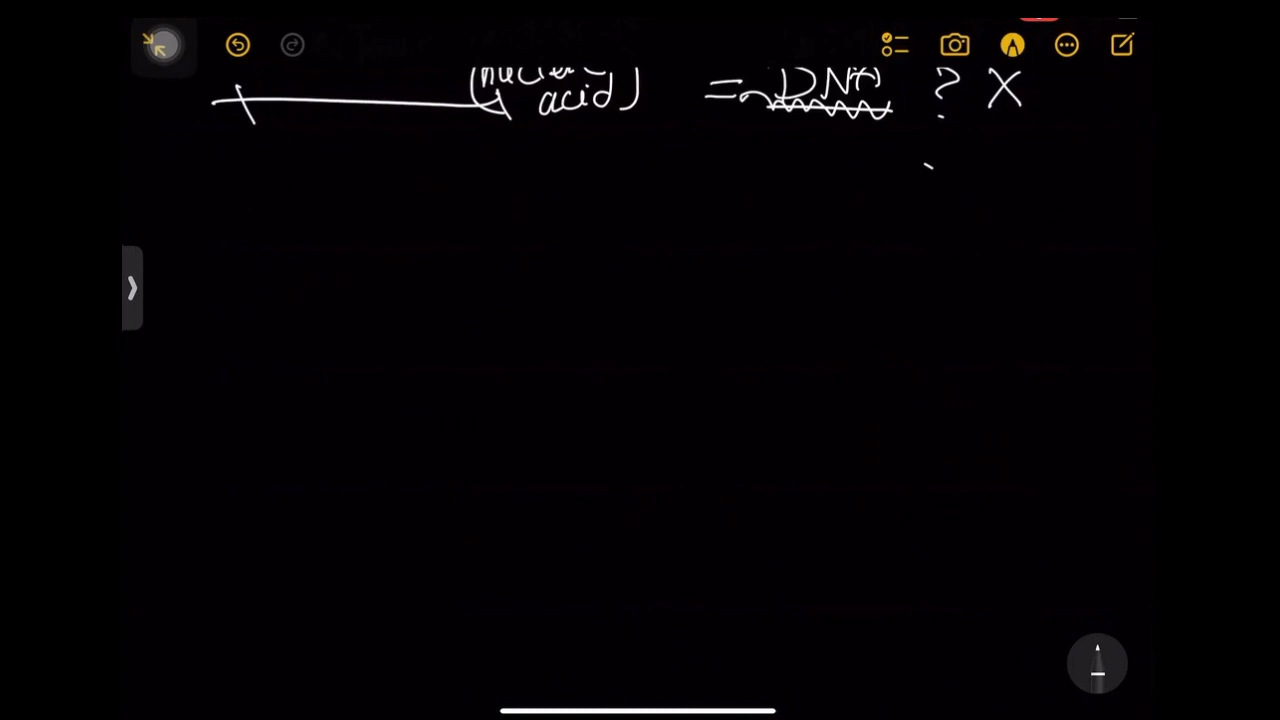 (nucleic
acid) = DNA ? X